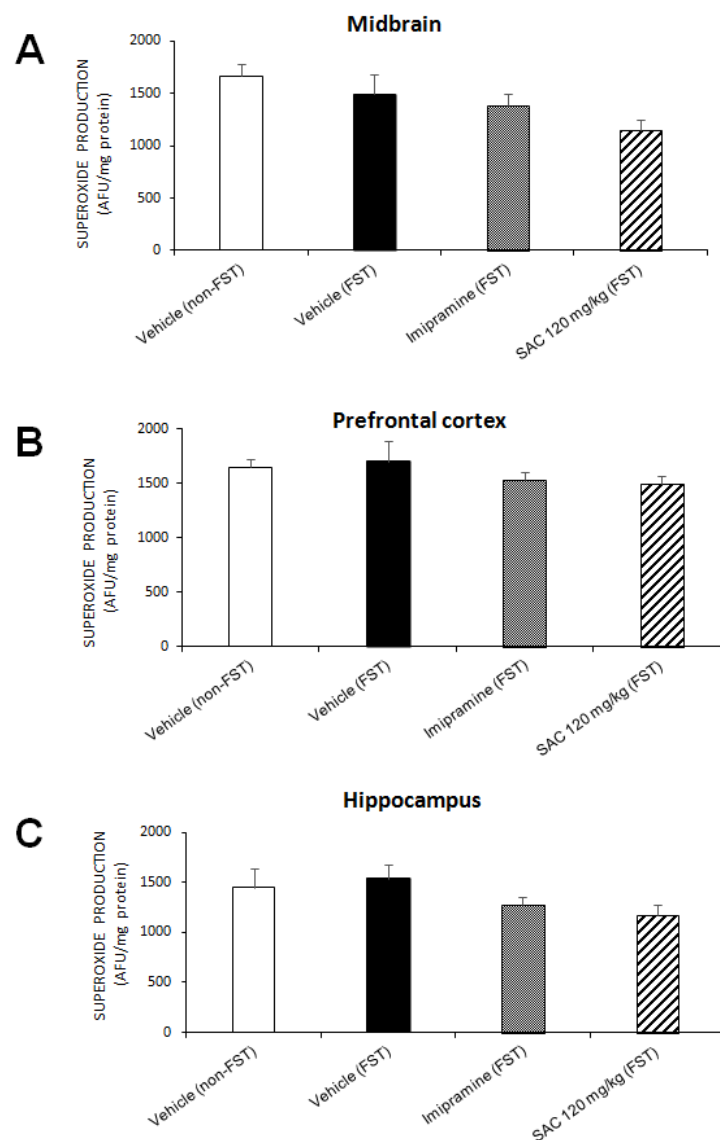 A
Midbrain
SUPEROXIDE PRODUCTION
(AFU/mg protein)
2000
1500
1000
500
0
Vehicle (non-FST)
Vehicle (FST)
Imipramine (FST)
SAC 120 mg/kg (FST)
B
Prefrontal cortex
SUPEROXIDE PRODUCTION
(AFU/mg protein)
2000
1500
1000
500
0
Vehicle (non-FST)
Vehicle (FST)
Imipramine (FST)
SAC 120 mg/kg (FST)
C
Hippocampus
SUPEROXIDE PRODUCTION
(AFU/mg protein)
2000
1500
1000
500
0
Vehicle (non-FST)
Vehicle (FST)
Imipramine (FST)
SAC 120 mg/kg (FST)